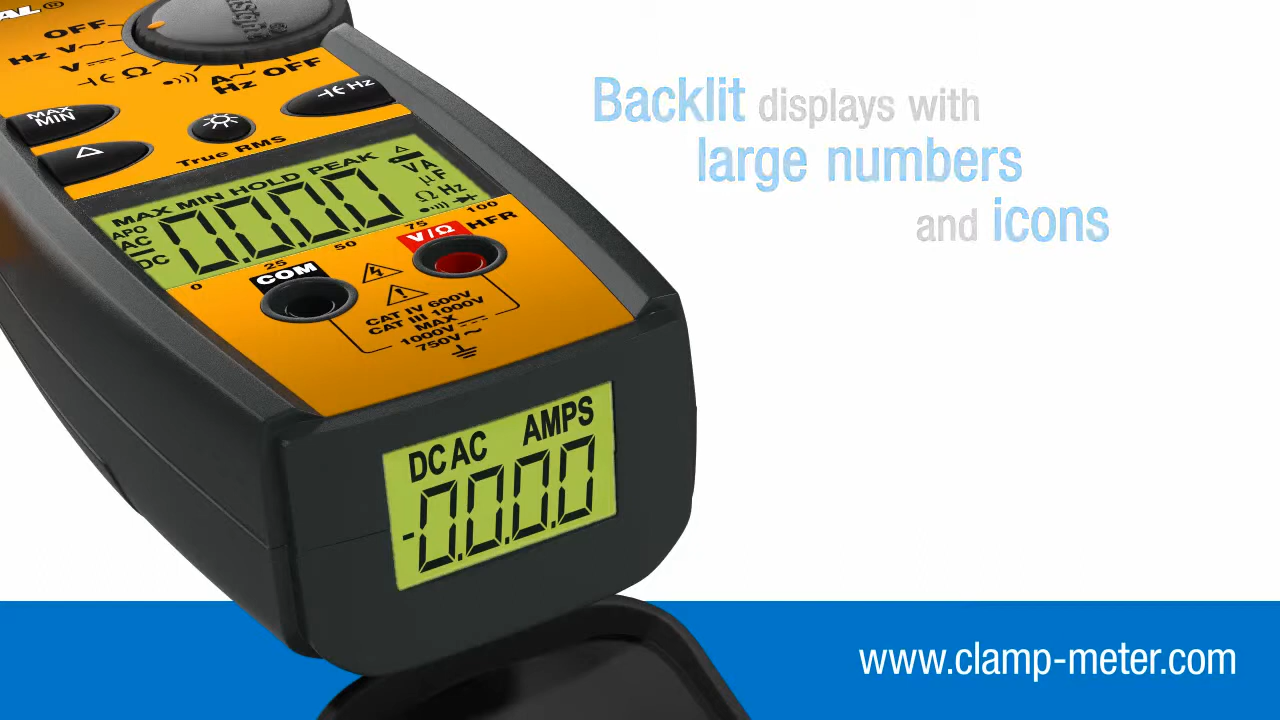 AL®
Insight®
OFF
Hz V~
V
Ω
A~ OFF
Hz
MAX
MIN
Hz
True RMS
MAX MIN HOLD PEAK
APO
AC
DC
0.0.0.0
V A
µF
Ω Hz
0 25 50 75 100
COM
V/Ω HFR
CAT IV 600V
CAT III 1000V
MAX
1000V
750V~
DC AC AMPS
-0.0.0.0
Backlit displays with
large numbers
and icons
www.clamp-meter.com